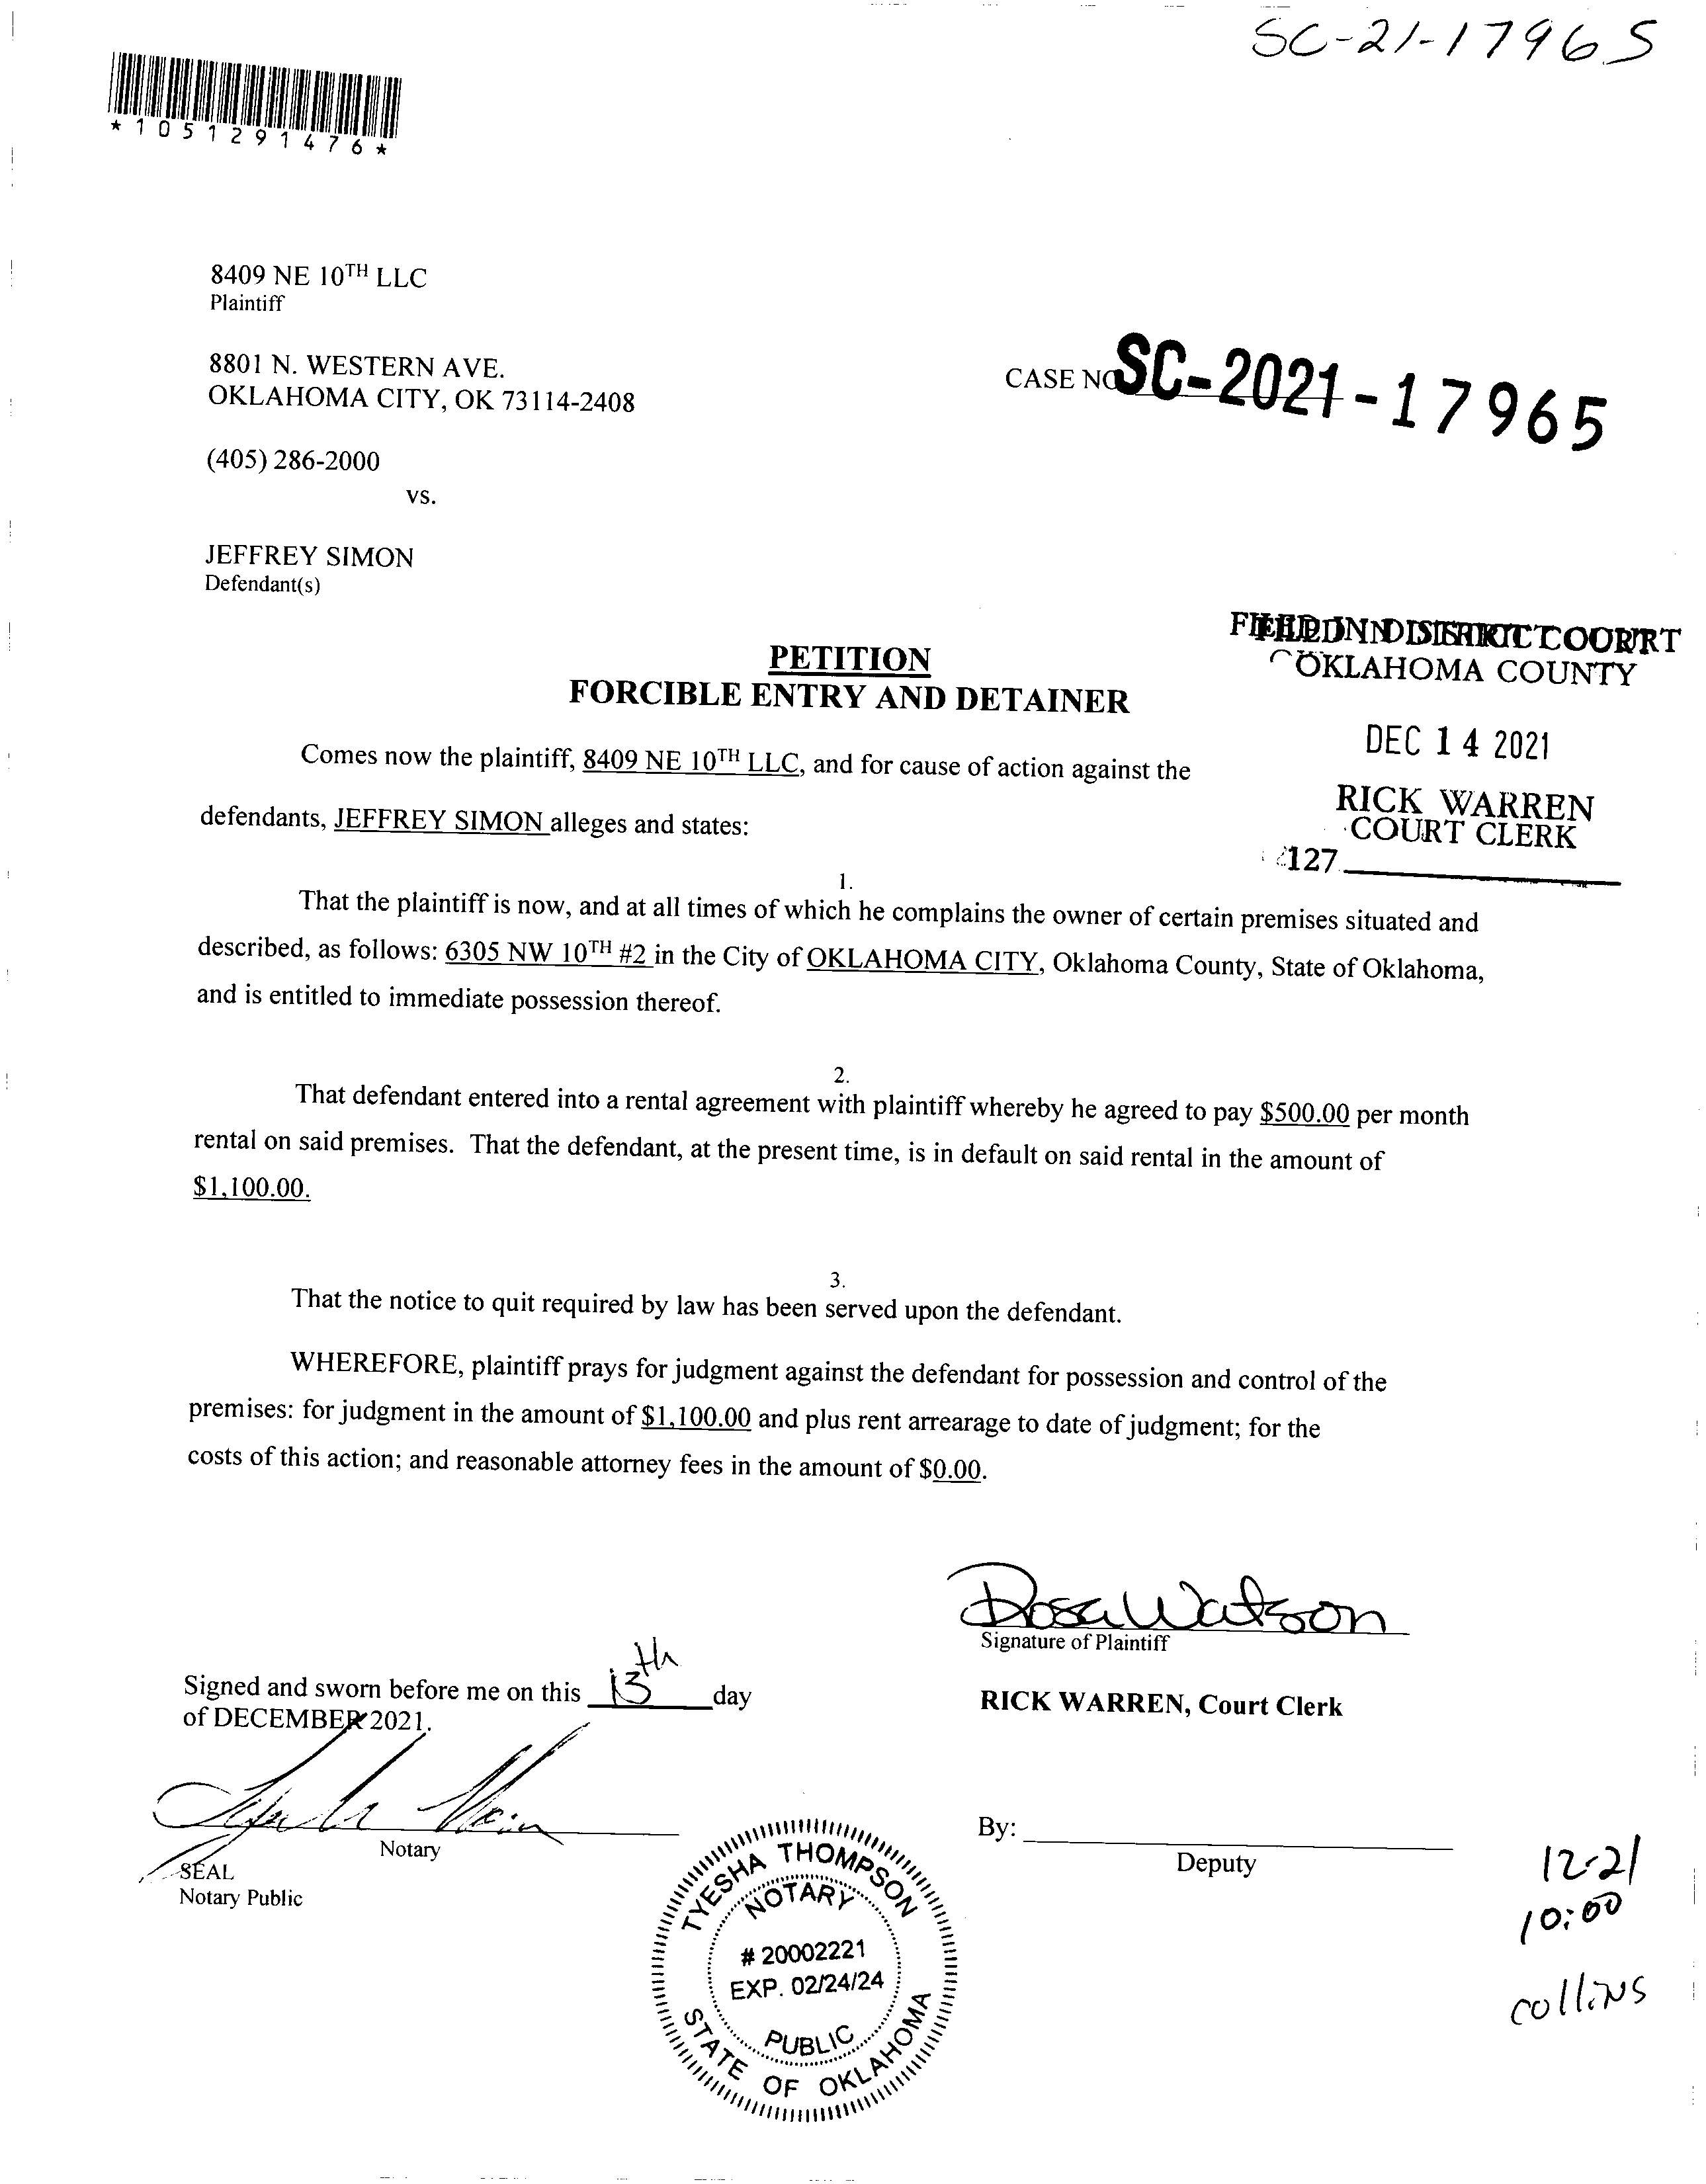 SC-21-17965
*1051291476*
8409 NE 10TH LLC
Plaintiff
8801 N. WESTERN AVE.
OKLAHOMA CITY, OK 73114-2408
CASE NO SC-2021-17965
(405) 286-2000
vs.
JEFFREY SIMON
Defendant(s)
FILED IN DISTRICT COURT
OKLAHOMA COUNTY
DEC 14 2021
RICK WARREN
COURT CLERK
127
PETITION
FORCIBLE ENTRY AND DETAINER
Comes now the plaintiff, 8409 NE 10TH LLC, and for cause of action against the
defendants, JEFFREY SIMON alleges and states:
1.
That the plaintiff is now, and at all times of which he complains the owner of certain premises situated and
described, as follows: 6305 NW 10TH #2 in the City of OKLAHOMA CITY, Oklahoma County, State of Oklahoma,
and is entitled to immediate possession thereof.
2.
That defendant entered into a rental agreement with plaintiff whereby he agreed to pay $500.00 per month
rental on said premises. That the defendant, at the present time, is in default on said rental in the amount of
$1,100.00.
3.
That the notice to quit required by law has been served upon the defendant.
WHEREFORE, plaintiff prays for judgment against the defendant for possession and control of the
premises: for judgment in the amount of $1,100.00 and plus rent arrearage to date of judgment; for the
costs of this action; and reasonable attorney fees in the amount of $0.00.
Rosa Watson
Signature of Plaintiff
Signed and sworn before me on this 13th day
of DECEMBER 2021.
RICK WARREN, Court Clerk
Notary
SEAL
Notary Public
By:
Deputy
TYESHA THOMPSON
NOTARY
# 20002221
EXP. 02/24/24
PUBLIC
STATE OF OKLAHOMA
12-21
10:00
collins